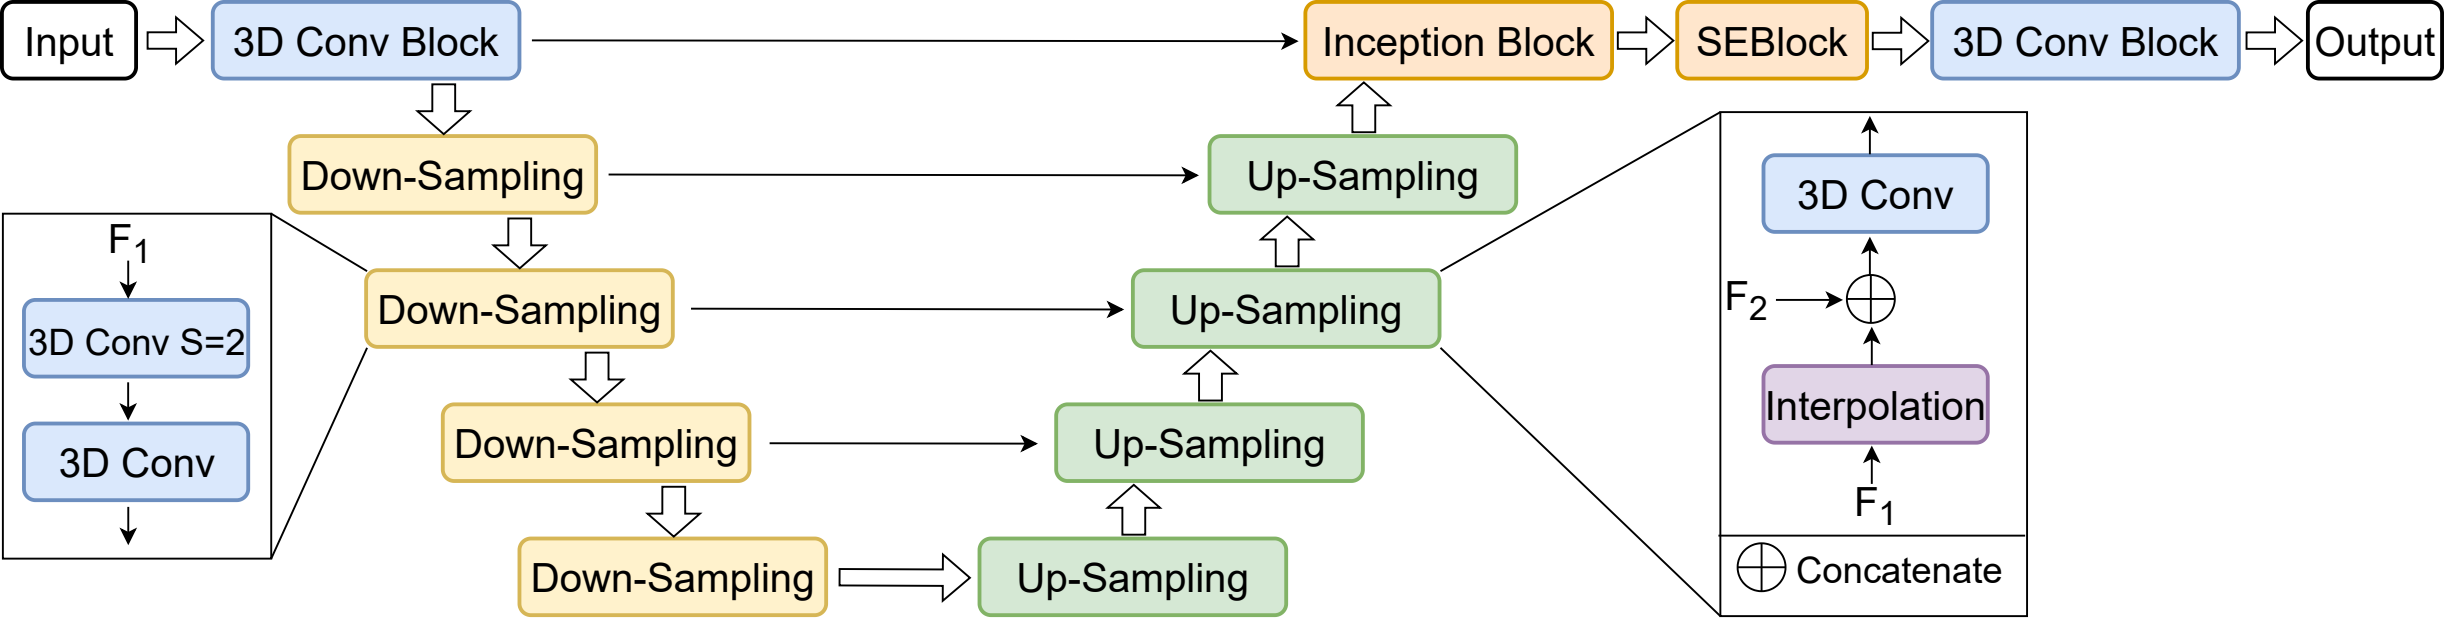 Input
3D Conv Block
Inception Block
SEBlock
3D Conv Block
Output
Down-Sampling
Up-Sampling
3D Conv
F1
Down-Sampling
Up-Sampling
F2
3D Conv S=2
Interpolation
Down-Sampling
Up-Sampling
3D Conv
F1
Down-Sampling
Up-Sampling
Concatenate